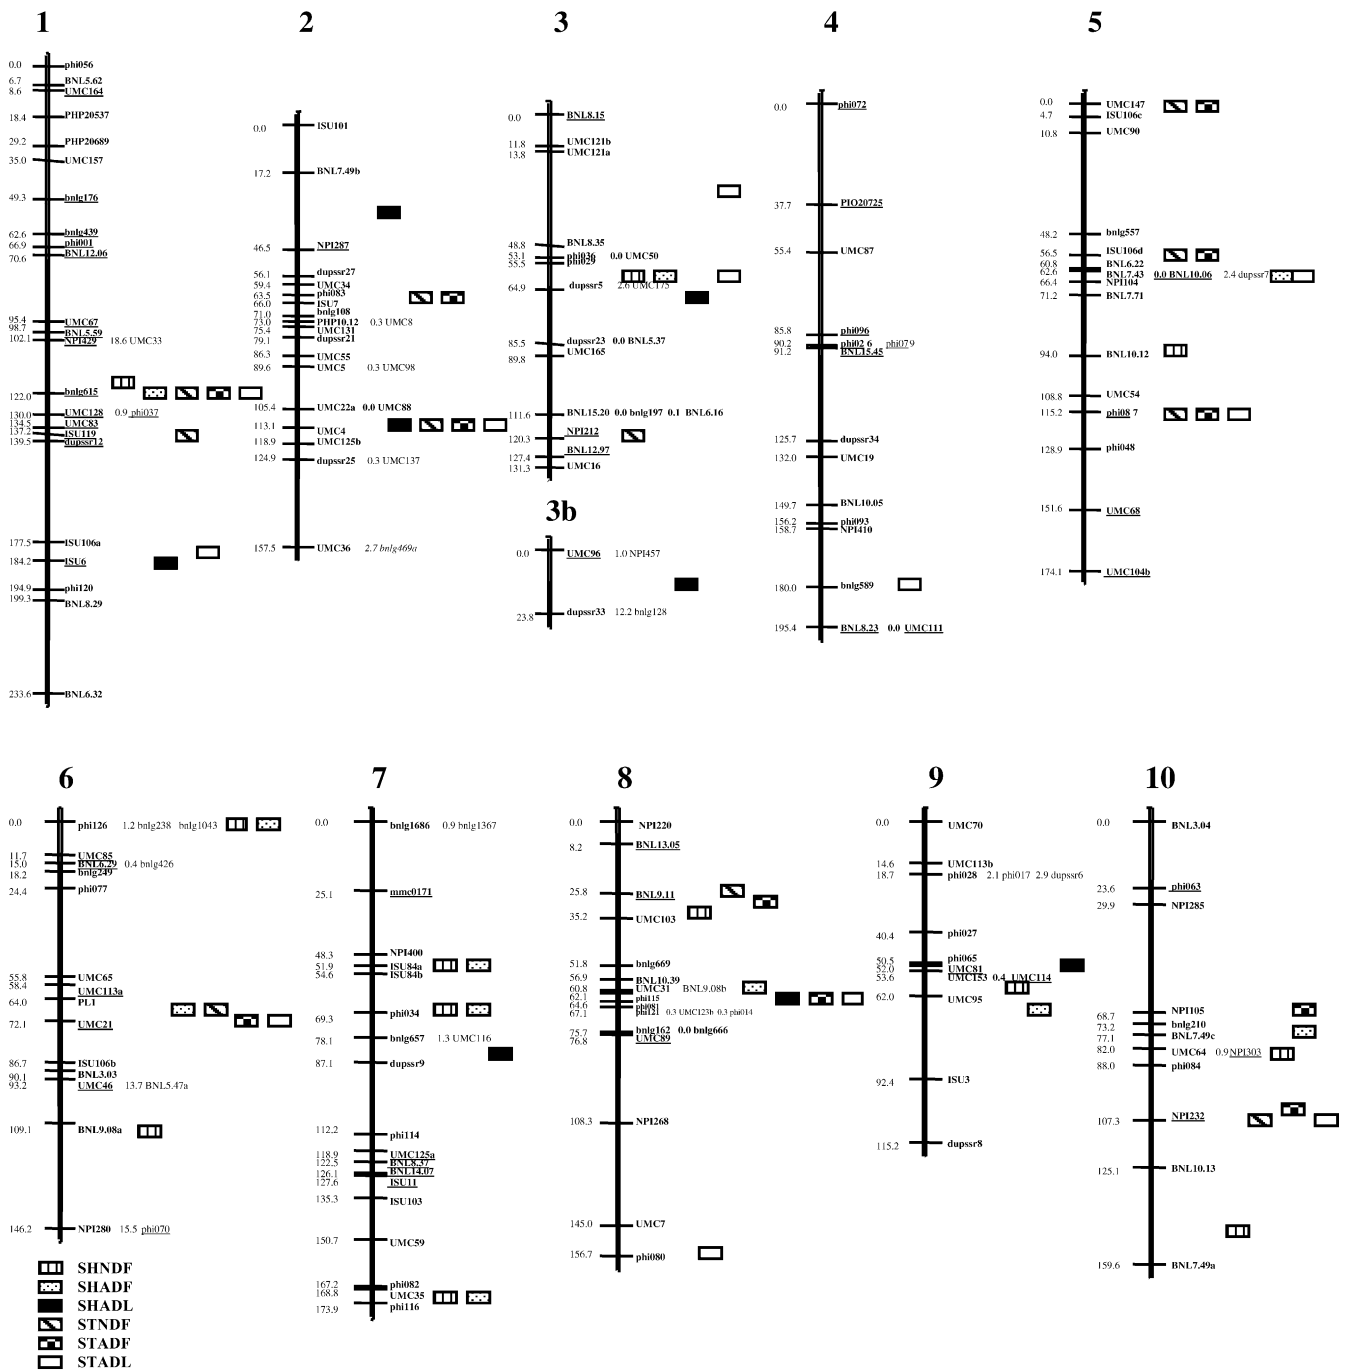 1
0.0 phi056
6.7 BNL5.62
8.6 UMC164
18.4 PHP20537
29.2 PHP20689
35.0 UMC157
49.3 bnlg176
62.6 bnlg439
66.9 phi001
70.6 BNL12.06
95.4 UMC67
98.7 BNL5.59
102.1 NPI429 18.6 UMC33
122.0 bnlg615
130.0 UMC128 0.9 phi037
134.5 UMC83
137.2 ISU119
139.5 dupssr12
177.5 ISU106a
184.2 ISU6
194.9 phi120
199.3 BNL8.29
233.6 BNL6.32
2
0.0 ISU101
17.2 BNL7.49b
46.5 NPI287
56.1 dupssr27
59.4 UMC34
63.5 phi083
66.0 ISU7
71.0 bnlg108
73.0 PHP10.12 0.3 UMC8
75.4 UMC131
79.1 dupssr21
86.3 UMC55
89.6 UMC5 0.3 UMC98
105.4 UMC22a 0.0 UMC88
113.1 UMC4
118.9 UMC125b
124.9 dupssr25 0.3 UMC137
157.5 UMC36 2.7 bnlg469a
3
0.0 BNL8.15
11.8 UMC121b
13.8 UMC121a
48.8 BNL8.35
53.1 phi036 0.0 UMC50
55.5 phi029
64.9 dupssr5 2.6 UMC175
85.5 dupssr23 0.0 BNL5.37
89.8 UMC165
111.6 BNL15.20 0.0 bnlg197 0.1 BNL6.16
120.3 NPI212
127.4 BNL12.97
131.3 UMC16
3b
0.0 UMC96 1.0 NPI457
23.8 dupssr33 12.2 bnlg128
4
0.0 phi072
37.7 PIO20725
55.4 UMC87
85.8 phi096
90.2 phi02 6 phi079
91.2 BNL15.45
125.7 dupssr34
132.0 UMC19
149.7 BNL10.05
156.2 phi093
158.7 NPI410
180.0 bnlg589
195.4 BNL8.23 0.0 UMC111
5
0.0 UMC147
4.7 ISU106c
10.8 UMC90
48.2 bnlg557
56.5 ISU106d
60.8 BNL6.22
62.6 BNL7.43 0.0 BNL10.06 2.4 dupssr7
66.4 NPI104
71.2 BNL7.71
94.0 BNL10.12
108.8 UMC54
115.2 phi08 7
128.9 phi048
151.6 UMC68
174.1 UMC104b
6
0.0 phi126 1.2 bnlg238 bnlg1043
11.7 UMC85
15.0 BNL6.29 0.4 bnlg426
18.2 bnlg249
24.4 phi077
55.8 UMC65
58.4 UMC113a
64.0 PL1
72.1 UMC21
86.7 ISU106b
90.1 BNL3.03
93.2 UMC46 13.7 BNL5.47a
109.1 BNL9.08a
146.2 NPI280 15.5 phi070
7
0.0 bnlg1686 0.9 bnlg1367
25.1 mmc0171
48.3 NPI400
51.9 ISU84a
54.6 ISU84b
69.3 phi034
78.1 bnlg657 1.3 UMC116
87.1 dupssr9
112.2 phi114
118.9 UMC125a
122.5 BNL8.37
126.1 BNL14.07
127.6 ISU11
135.3 ISU103
150.7 UMC59
167.2 phi082
168.8 UMC35
173.9 phi116
8
0.0 NPI220
8.2 BNL13.05
25.8 BNL9.11
35.2 UMC103
51.8 bnlg669
56.9 BNL10.39
60.8 UMC31 BNL9.08b
62.1 phi115
64.6 phi081
67.1 phi121 0.3 UMC123b 0.3 phi014
75.7 bnlg162 0.0 bnlg666
76.8 UMC89
108.3 NPI268
145.0 UMC7
156.7 phi080
9
0.0 UMC70
14.6 UMC113b
18.7 phi028 2.1 phi017 2.9 dupssr6
40.4 phi027
50.5 phi065
52.0 UMC81
53.6 UMC153 0.4 UMC114
62.0 UMC95
92.4 ISU3
115.2 dupssr8
10
0.0 BNL3.04
23.6 phi063
29.9 NPI285
68.7 NPI105
73.2 bnlg210
77.1 BNL7.49c
82.0 UMC64 0.9 NPI303
88.0 phi084
107.3 NPI232
125.1 BNL10.13
159.6 BNL7.49a
SHNDF
SHADF
SHADL
STNDF
STADF
STADL